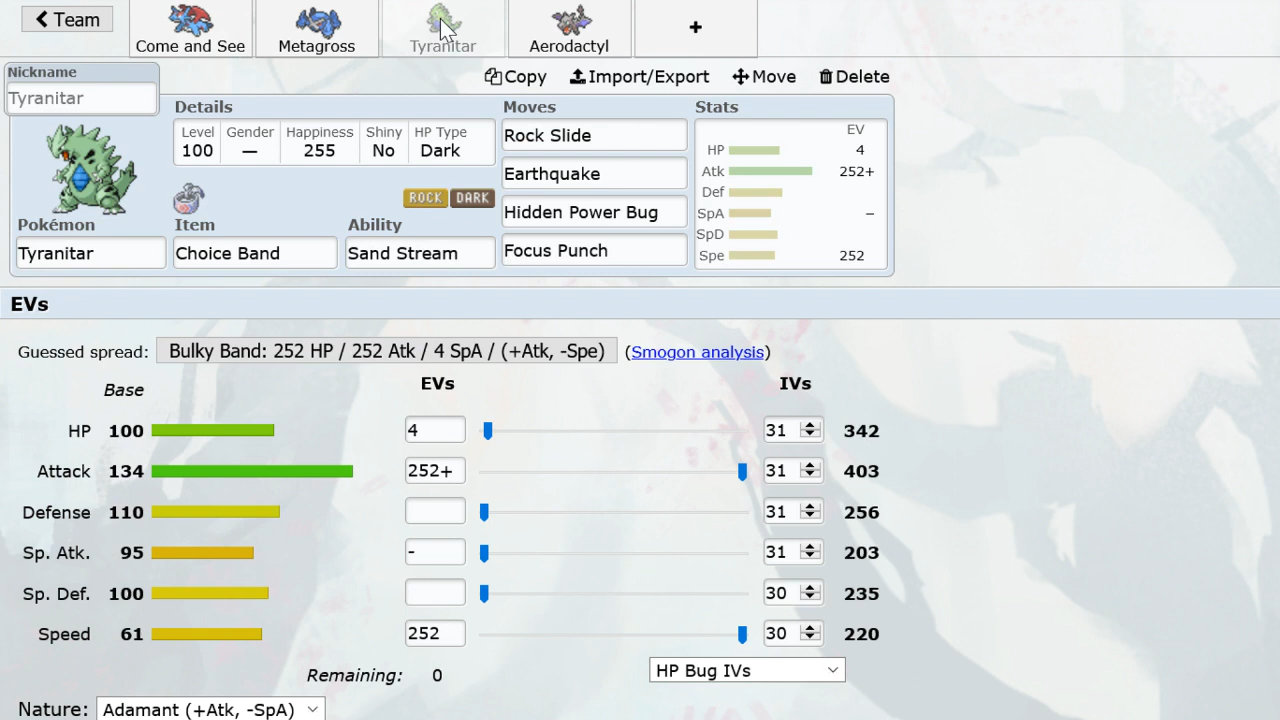 Team
Come and See
Metagross
Tyranitar
Aerodactyl
+
Nickname
Tyranitar
Copy
Import/Export
Move
Delete
Details
Moves
Stats
Level
Gender
Happiness
Shiny
HP Type
100
—
255
No
Dark
ROCK DARK
Pokémon
Item
Ability
Tyranitar
Choice Band
Sand Stream
Rock Slide
Earthquake
Hidden Power Bug
Focus Punch
EV
HP 4
Atk 252+
Def
SpA –
SpD
Spe 252
EVs
Guessed spread: Bulky Band: 252 HP / 252 Atk / 4 SpA / (+Atk, -Spe) (Smogon analysis)
Base EVs IVs
HP 100 4 31 342
Attack 134 252+ 31 403
Defense 110 31 256
Sp. Atk. 95 - 31 203
Sp. Def. 100 30 235
Speed 61 252 30 220
Remaining: 0
HP Bug IVs
Nature: Adamant (+Atk, -SpA)